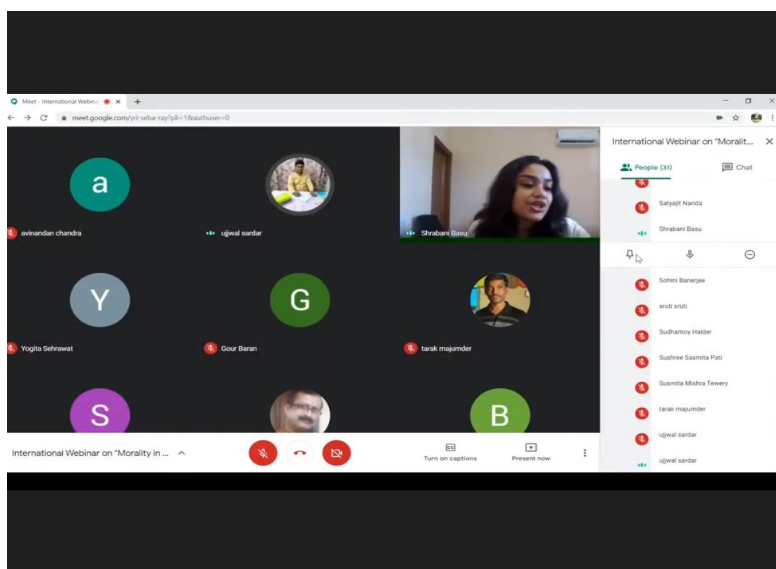 Meet - International Webinar
meet.google.com/yri-seba-ray?pli=1&authuser=0
International Webinar on "Moralit...
People (31)
Chat
a
avinandan chandra
ujjwal sardar
Shrabani Basu
Satyajit Nanda
Shrabani Basu
Y
Yogita Sehrawat
G
Gour Baran
tarak majumder
Sohini Banerjee
sruti sruti
Sudhamoy Halder
Sushree Sasmita Pati
Susmita Mishra Tewery
tarak majumder
ujjwal sardar
ujjwal sardar
S
B
International Webinar on "Morality in ...
CC
Turn on captions
Present now